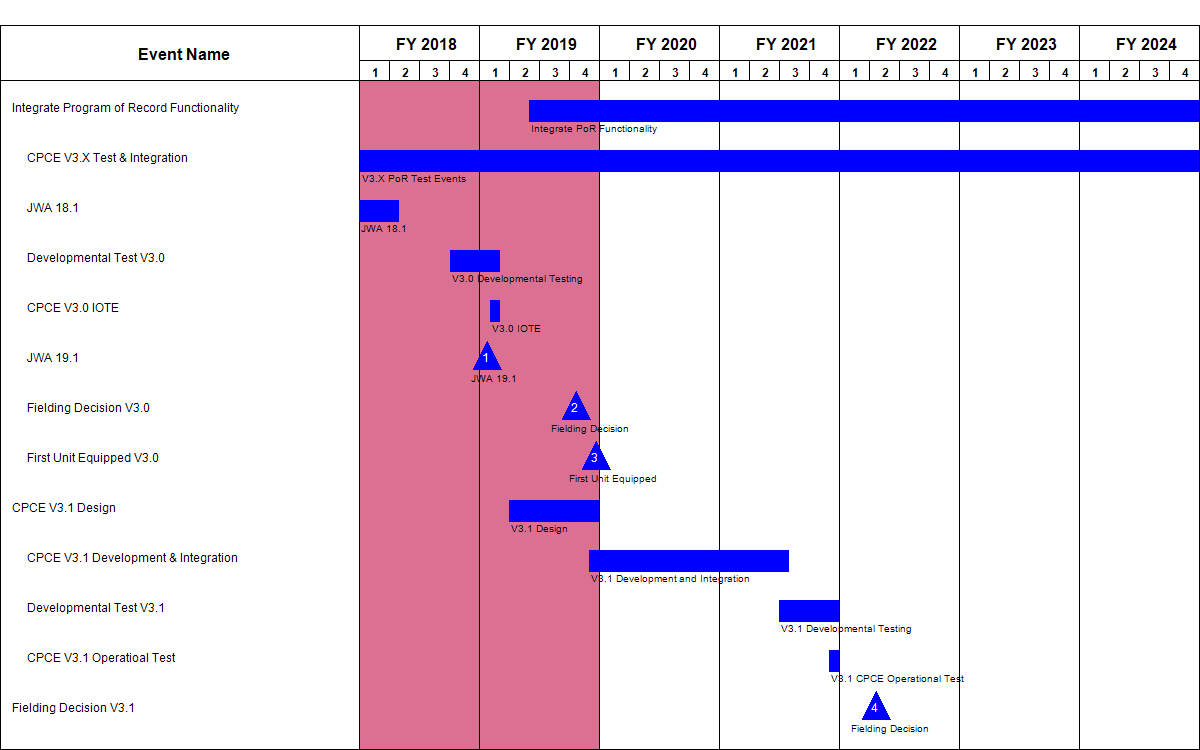 Event Name
FY 2018 FY 2019 FY 2020 FY 2021 FY 2022 FY 2023 FY 2024
1 2 3 4 1 2 3 4 1 2 3 4 1 2 3 4 1 2 3 4 1 2 3 4 1 2 3 4
Integrate Program of Record Functionality
Integrate PoR Functionality
CPCE V3.X Test & Integration
V3.X PoR Test Events
JWA 18.1
JWA 18.1
Developmental Test V3.0
V3.0 Developmental Testing
CPCE V3.0 IOTE
V3.0 IOTE
JWA 19.1
1
JWA 19.1
Fielding Decision V3.0
2
Fielding Decision
First Unit Equipped V3.0
3
First Unit Equipped
CPCE V3.1 Design
V3.1 Design
CPCE V3.1 Development & Integration
V3.1 Development and Integration
Developmental Test V3.1
V3.1 Developmental Testing
CPCE V3.1 Operatioal Test
V3.1 CPCE Operational Test
Fielding Decision V3.1
4
Fielding Decision